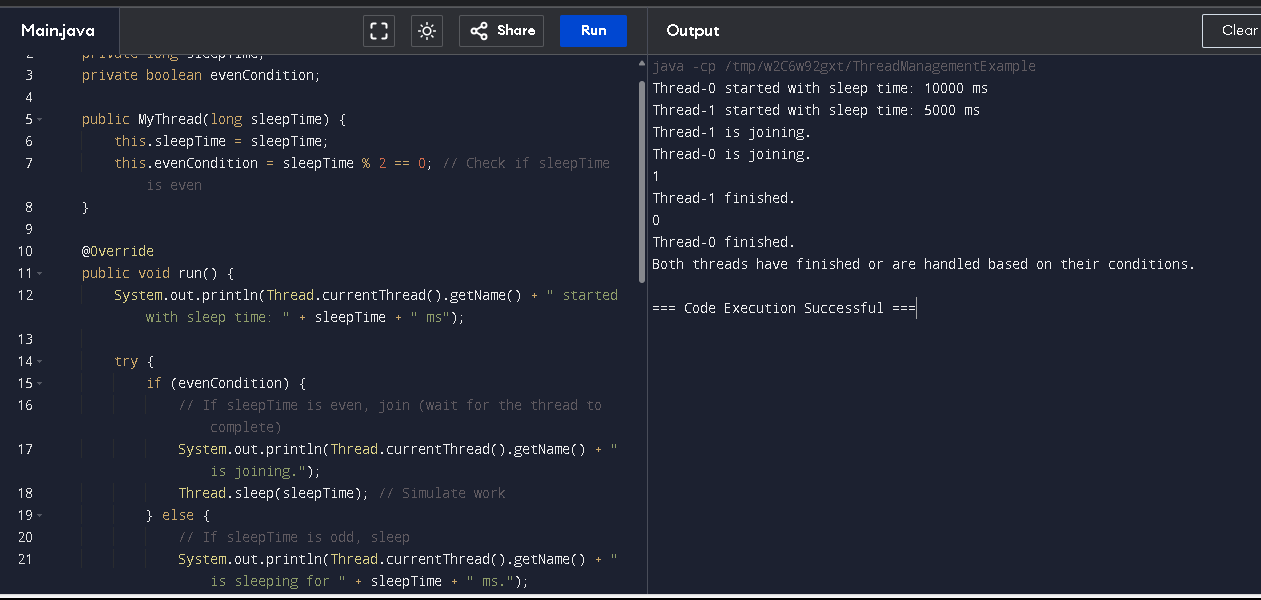 Main.java
Share
Run
Output
Clear
2 private long sleepTime;
3 private boolean evenCondition;
4
5 public MyThread(long sleepTime) {
6 this.sleepTime = sleepTime;
7 this.evenCondition = sleepTime % 2 == 0; // Check if sleepTime
is even
8 }
9
10 @Override
11 public void run() {
12 System.out.println(Thread.currentThread().getName() + " started
with sleep time: " + sleepTime + " ms");
13
14 try {
15 if (evenCondition) {
16 // If sleepTime is even, join (wait for the thread to
complete)
17 System.out.println(Thread.currentThread().getName() + "
is joining.");
18 Thread.sleep(sleepTime); // Simulate work
19 } else {
20 // If sleepTime is odd, sleep
21 System.out.println(Thread.currentThread().getName() + "
is sleeping for " + sleepTime + " ms.");
java -cp /tmp/w2C6w92gxt/ThreadManagementExample
Thread-0 started with sleep time: 10000 ms
Thread-1 started with sleep time: 5000 ms
Thread-1 is joining.
Thread-0 is joining.
1
Thread-1 finished.
0
Thread-0 finished.
Both threads have finished or are handled based on their conditions.
=== Code Execution Successful ===